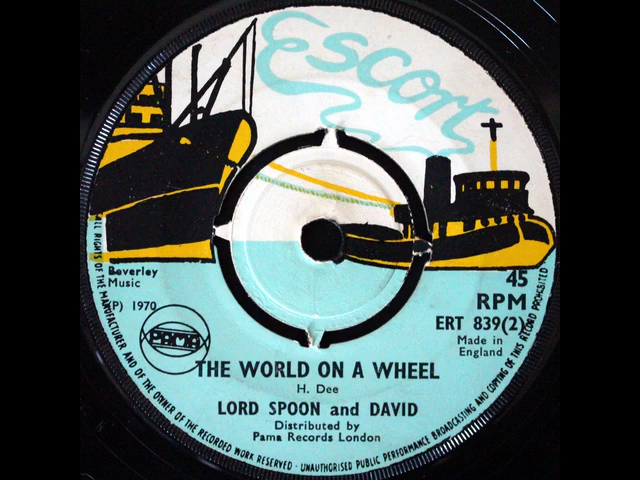 Escort
Beverley
Music
(P) 1970
PAMA
45
RPM
ERT 839(2)
Made in
England
THE WORLD ON A WHEEL
H. Dee
LORD SPOON and DAVID
Distributed by
Pama Records London
ALL RIGHTS OF THE MANUFACTURER AND OF THE OWNER OF THE RECORDED WORK RESERVED · UNAUTHORISED PUBLIC PERFORMANCE BROADCASTING AND COPYING OF THIS RECORD PROHIBITED